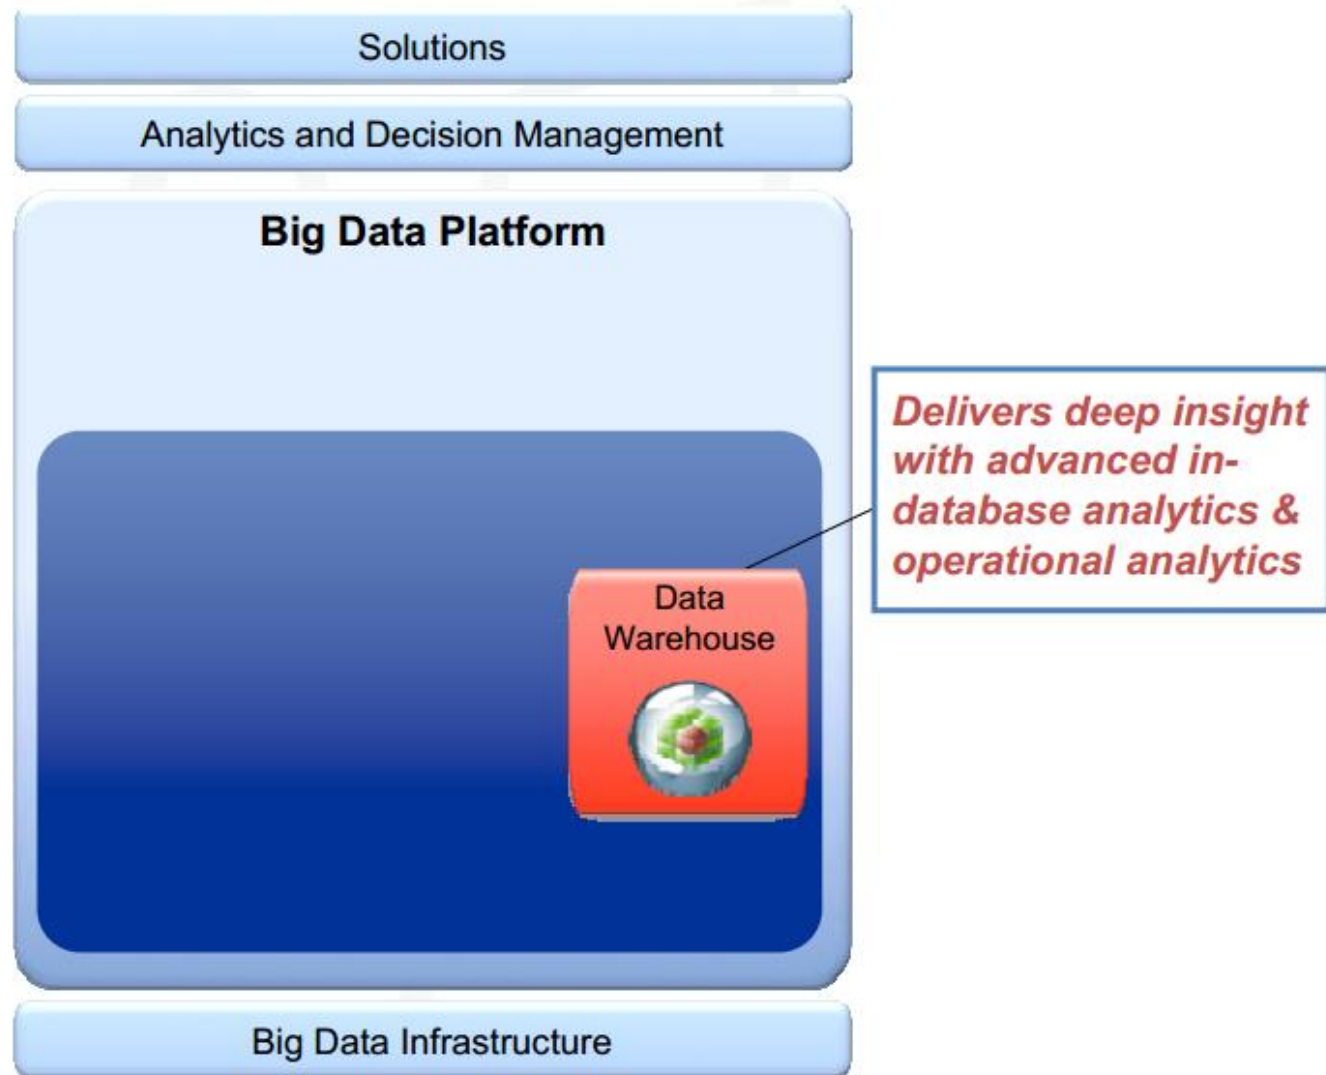 Solutions
Analytics and Decision Management
Big Data Platform
Delivers deep insight
with advanced in-
database analytics &
operational analytics
Data
Warehouse
Big Data Infrastructure